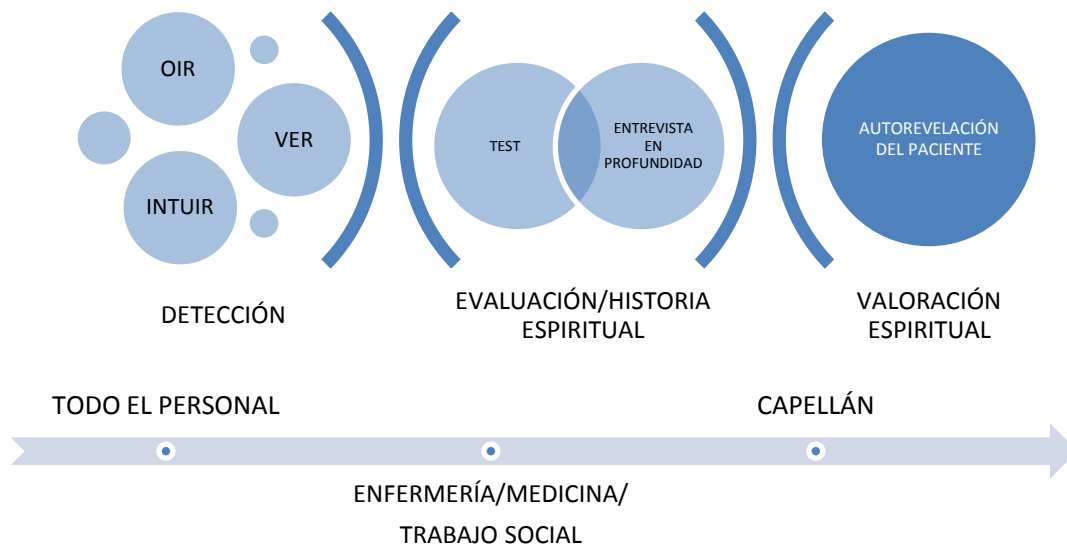 OIR
VER
INTUIR
TEST
ENTREVISTA
EN
PROFUNDIDAD
AUTOREVELACIÓN
DEL PACIENTE
DETECCIÓN
EVALUACIÓN/HISTORIA
ESPIRITUAL
VALORACIÓN
ESPIRITUAL
TODO EL PERSONAL
CAPELLÁN
ENFERMERÍA/MEDICINA/
TRABAJO SOCIAL